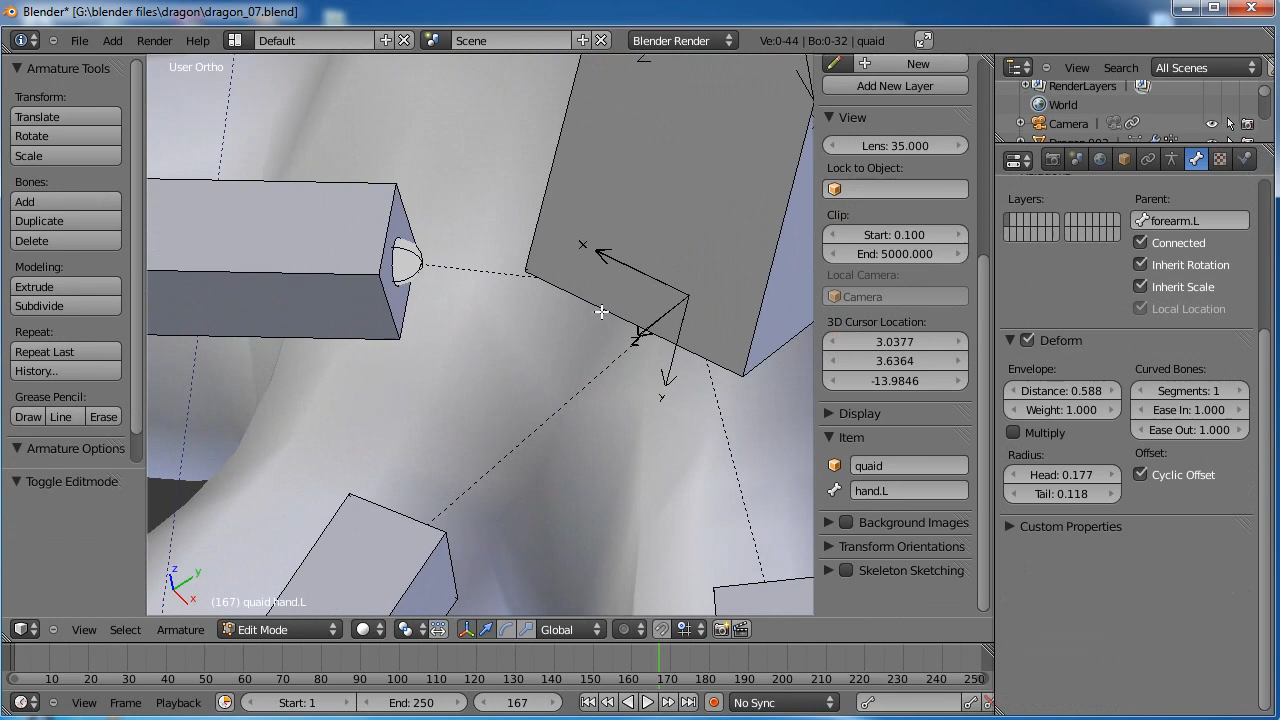 Blender* [G:\blender files\dragon\dragon_07.blend]
File Add Render Help Default Scene Blender Render Ve:0-44 | Bo:0-32 | quaid
Armature Tools
Transform:
Translate
Rotate
Scale
Bones:
Add
Duplicate
Delete
Modeling:
Extrude
Subdivide
Repeat:
Repeat Last
History...
Grease Pencil:
Draw Line Erase
Armature Options
Toggle Editmode
User Ortho
x
z
y
z
y
x
(167) quaid hand.L
New
Add New Layer
View
Lens: 35.000
Lock to Object:
Clip:
Start: 0.100
End: 5000.000
Local Camera:
Camera
3D Cursor Location:
3.0377
3.6364
-13.9846
Display
Item
quaid
hand.L
Background Images
Transform Orientations
Skeleton Sketching
View Search All Scenes
RenderLayers
World
Camera
Layers:
Parent:
forearm.L
Connected
Inherit Rotation
Inherit Scale
Local Location
Deform
Envelope:
Distance: 0.588
Weight: 1.000
Multiply
Radius:
Head: 0.177
Tail: 0.118
Curved Bones:
Segments: 1
Ease In: 1.000
Ease Out: 1.000
Offset:
Cyclic Offset
Custom Properties
View Select Armature Edit Mode Global
10 20 30 40 50 60 70 80 90 100 110 120 130 140 150 160 170 180 190 200 210 220 230 240 250
View Frame Playback Start: 1 End: 250 167 No Sync